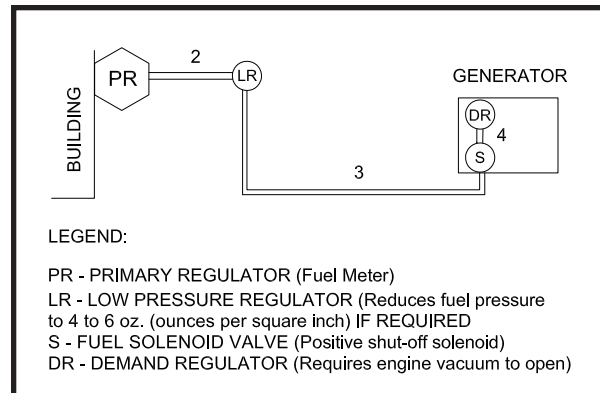 2
PR
LR
GENERATOR
BUILDING
DR
4
S
3
LEGEND:
PR - PRIMARY REGULATOR (Fuel Meter)
LR - LOW PRESSURE REGULATOR (Reduces fuel pressure
to 4 to 6 oz. (ounces per square inch) IF REQUIRED
S - FUEL SOLENOID VALVE (Positive shut-off solenoid)
DR - DEMAND REGULATOR (Requires engine vacuum to open)